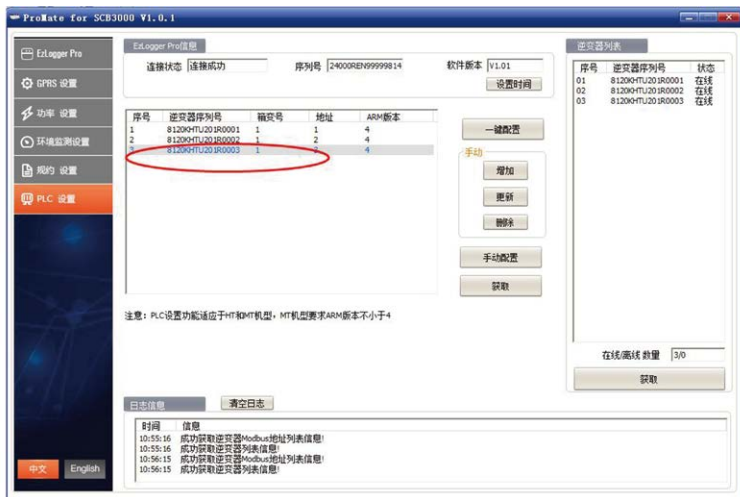 ProMate for SCB3000 V1.0.1
EzLogger Pro
GPRS 设置
功率 设置
环境监测设置
规约 设置
PLC 设置
中文 English
EzLogger Pro信息
连接状态 连接成功 序列号 24000REN99999814 软件版本 V1.01
设置时间
序号 逆变器序列号 箱变号 地址 ARM版本
1 8120KHTU201R0001 1 1 4
2 8120KHTU201R0002 1 2 4
3 8120KHTU201R0003 1 3 4
一键配置
手动
增加
更新
删除
手动配置
获取
注意：PLC设置功能适应于HT和MT机型，MT机型要求ARM版本不小于4
逆变器列表
序号 逆变器序列号 状态
01 8120KHTU201R0001 在线
02 8120KHTU201R0002 在线
03 8120KHTU201R0003 在线
在线/离线 数量 3/0
获取
日志信息 清空日志
时间 信息
10:55:16 成功获取逆变器Modbus地址列表信息!
10:55:16 成功获取逆变器列表信息!
10:56:15 成功获取逆变器Modbus地址列表信息!
10:56:15 成功获取逆变器列表信息!